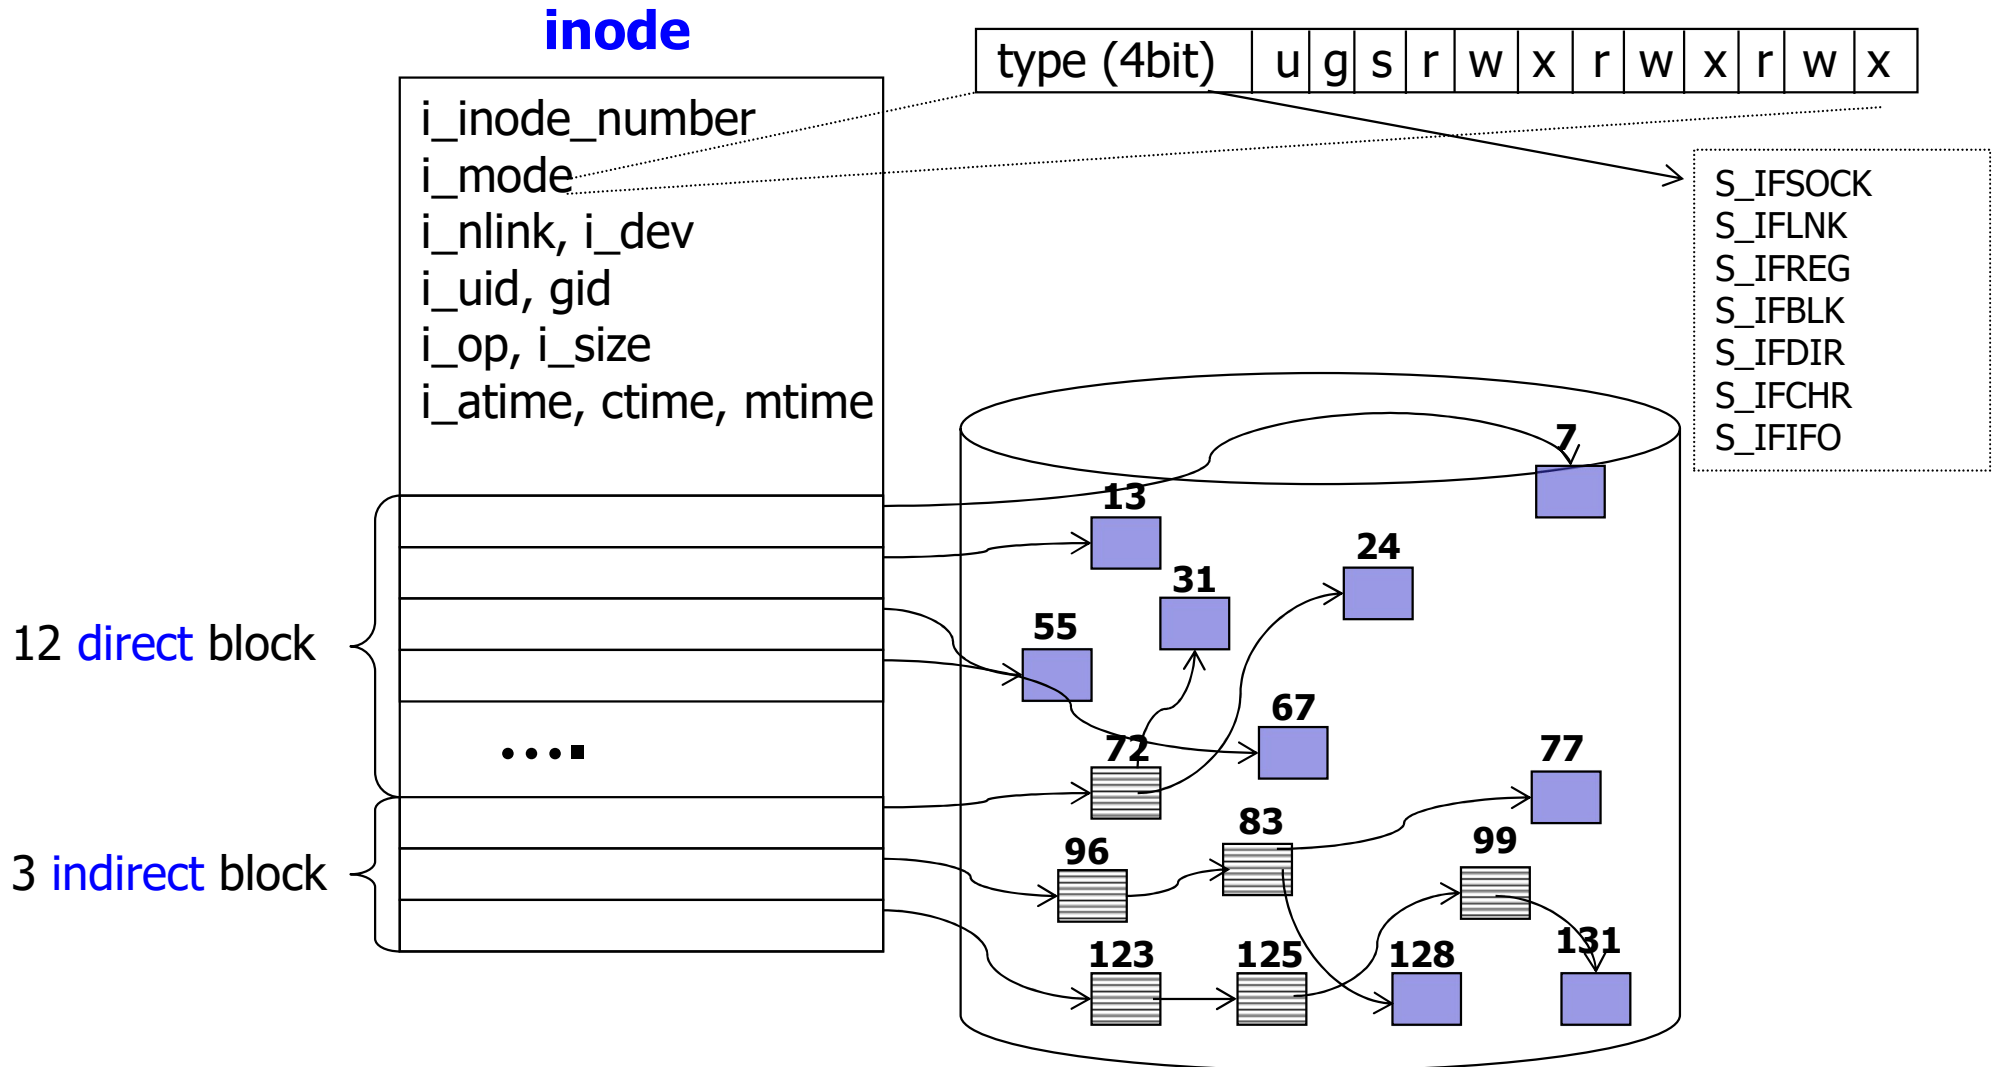 inode
type (4bit) u g s r w x r w x r w x
i_inode_number
i_mode
i_nlink, i_dev
i_uid, gid
i_op, i_size
i_atime, ctime, mtime
S_IFSOCK
S_IFLNK
S_IFREG
S_IFBLK
S_IFDIR
S_IFCHR
S_IFIFO
12 direct block
....
3 indirect block
7
13
24
31
55
67
72
77
83
99
96
123
125
128
131